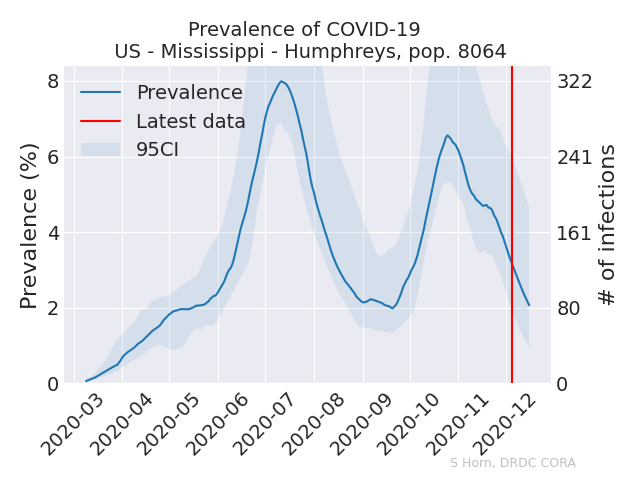 Prevalence of COVID-19
US - Mississippi - Humphreys, pop. 8064
Prevalence
Latest data
95CI
Prevalence (%)
8
6
4
2
0
322
241
161
80
0
# of infections
2020-03
2020-04
2020-05
2020-06
2020-07
2020-08
2020-09
2020-10
2020-11
2020-12
S Horn, DRDC CORA